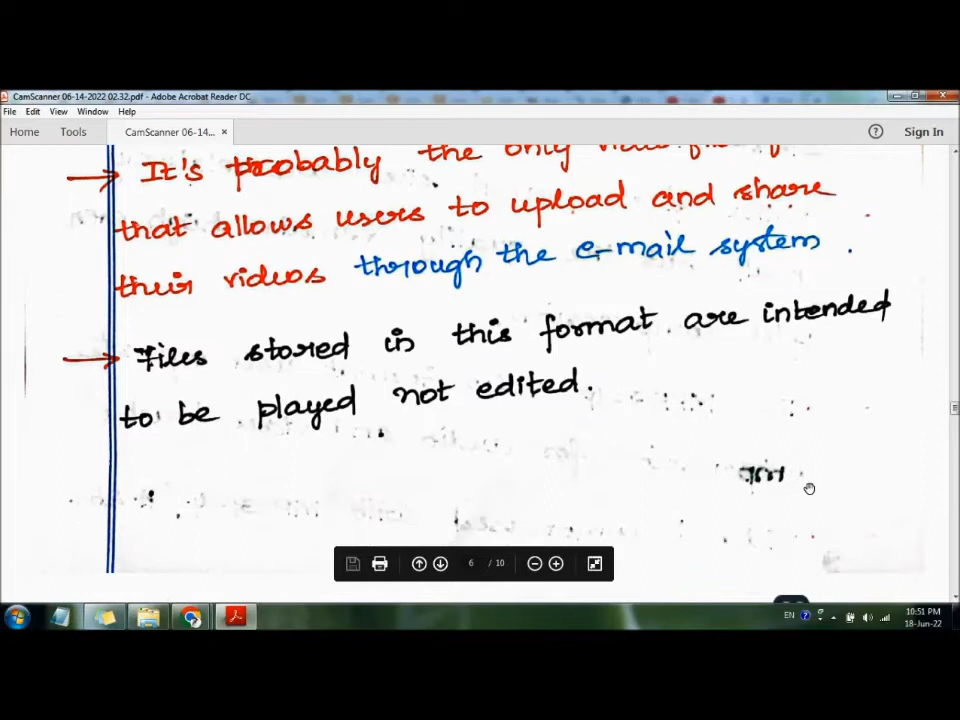 CamScanner 06-14-2022 02.32.pdf - Adobe Acrobat Reader DC
File Edit View Window Help
Home Tools CamScanner 06-14... × Sign In
It's probably the only video file
that allows users to upload and share
their videos through the e-mail system.
Files stored in this format are intended
to be played not edited.
6 / 10
EN 10:51 PM
18-Jun-22